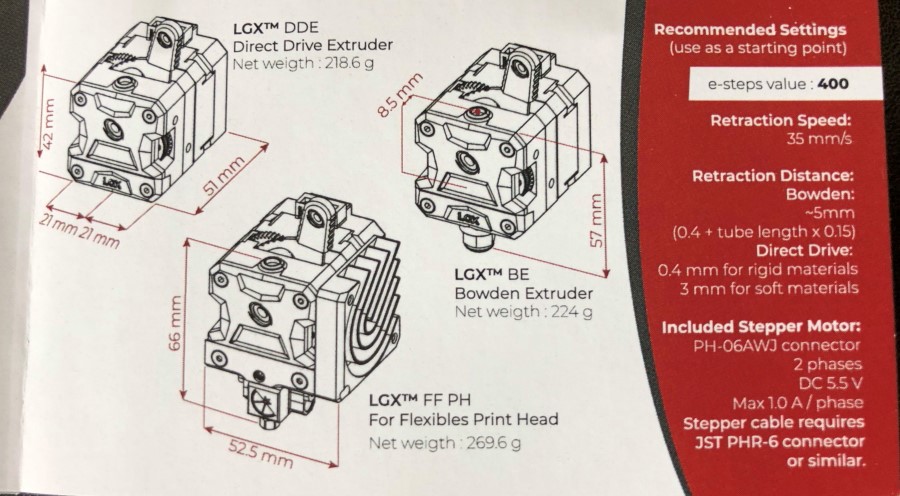 LGX™ DDE
Direct Drive Extruder
Net weigth : 218.6 g
42 mm
51 mm
21 mm 21 mm
LGX
8.5 mm
57 mm
LGX
LGX™ BE
Bowden Extruder
Net weigth : 224 g
66 mm
52.5 mm
LGX™ FF PH
For Flexibles Print Head
Net weigth : 269.6 g
Recommended Settings
(use as a starting point)
e-steps value : 400
Retraction Speed:
35 mm/s
Retraction Distance:
Bowden:
~5mm
(0.4 + tube length x 0.15)
Direct Drive:
0.4 mm for rigid materials
3 mm for soft materials
Included Stepper Motor:
PH-06AWJ connector
2 phases
DC 5.5 V
Max 1.0 A / phase
Stepper cable requires
JST PHR-6 connector
or similar.